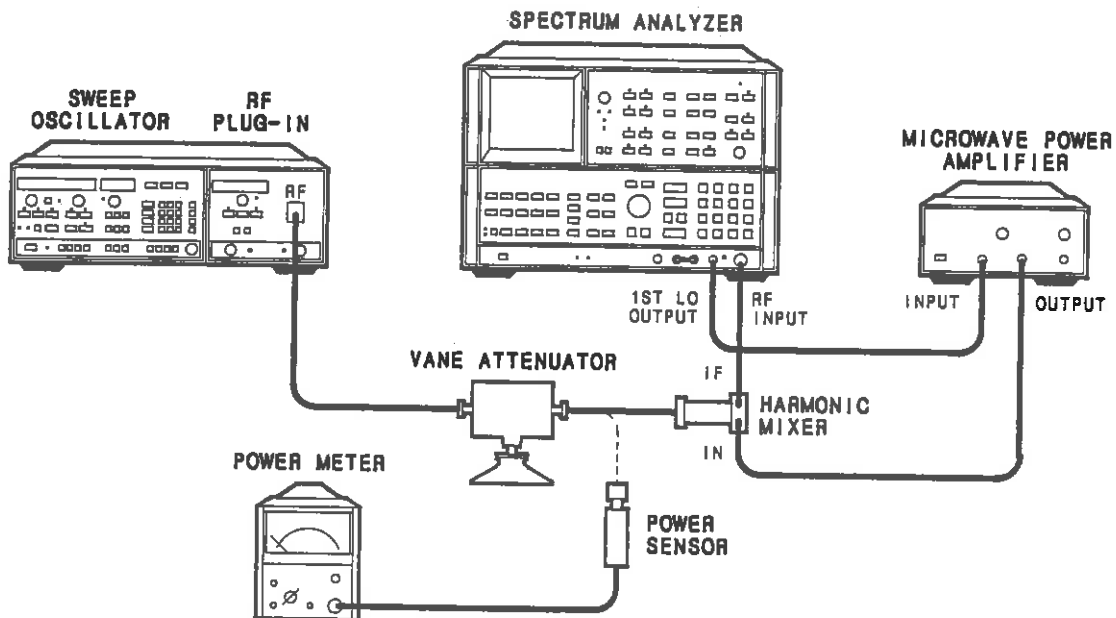 SPECTRUM ANALYZER
SWEEP
OSCILLATOR
RF
PLUG-IN
RF
MICROWAVE POWER
AMPLIFIER
1ST LO
OUTPUT
RF
INPUT
INPUT
OUTPUT
VANE ATTENUATOR
IF
HARMONIC
MIXER
IN
POWER METER
POWER
SENSOR